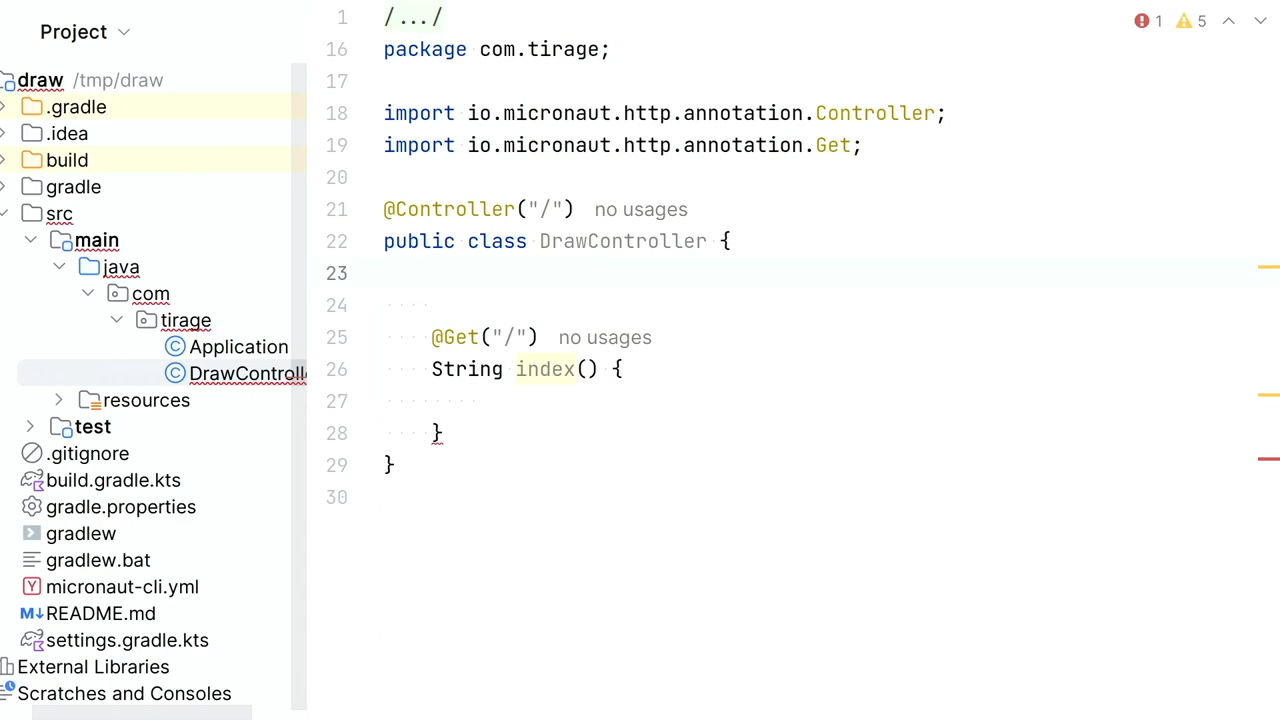 Project
draw /tmp/draw
.gradle
.idea
build
gradle
src
main
java
com
tirage
Application
DrawControll
resources
test
.gitignore
build.gradle.kts
gradle.properties
gradlew
gradlew.bat
micronaut-cli.yml
README.md
settings.gradle.kts
External Libraries
Scratches and Consoles
1 /.../
16 package com.tirage;
17
18 import io.micronaut.http.annotation.Controller;
19 import io.micronaut.http.annotation.Get;
20
21 @Controller("/") no usages
22 public class DrawController {
23
24
25 @Get("/") no usages
26 String index() {
27
28 }
29 }
30
1 5